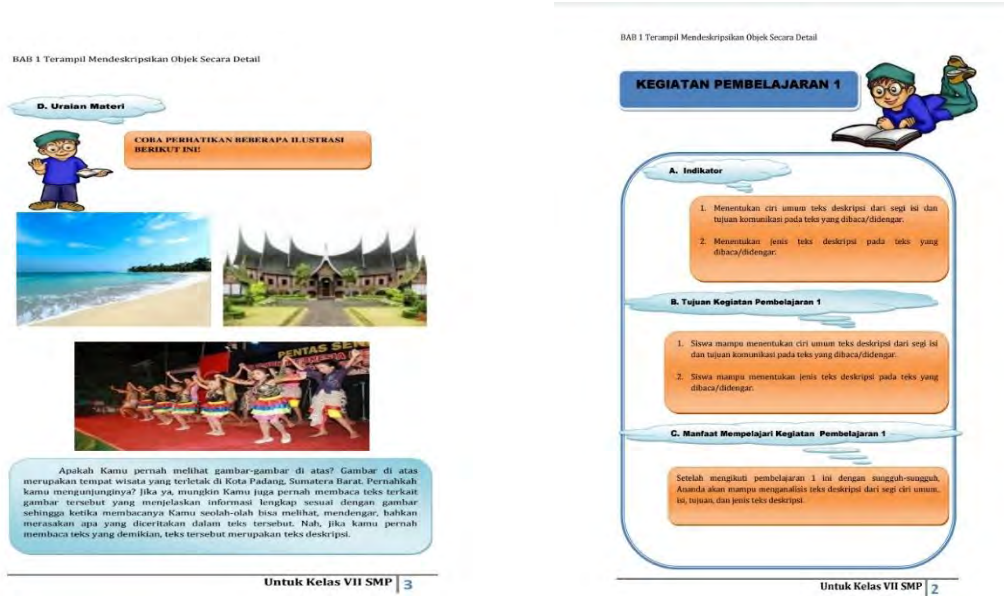 BAB 1 Terampil Mendeskripsikan Objek Secara Detail
D. Uraian Materi
COBA PERHATIKAN BEBERAPA ILUSTRASI
BERIKUT INI!
PENTAS SENI
Apakah Kamu pernah melihat gambar-gambar di atas? Gambar di atas
merupakan tempat wisata yang terletak di Kota Padang, Sumatera Barat. Pernahkah
kamu mengunjunginya? Jika ya, mungkin Kamu juga pernah membaca teks terkait
gambar tersebut yang menjelaskan informasi lengkap sesuai dengan gambar
sehingga ketika membacanya Kamu seolah-olah bisa melihat, mendengar, bahkan
merasakan apa yang diceritakan dalam teks tersebut. Nah, jika kamu pernah
membaca teks yang demikian, teks tersebut merupakan teks deskripsi.
Untuk Kelas VII SMP 3
BAB 1 Terampil Mendeskripsikan Objek Secara Detail
KEGIATAN PEMBELAJARAN 1
A. Indikator
1. Menentukan ciri umum teks deskripsi dari segi isi dan
tujuan komunikasi pada teks yang dibaca/didengar.
2. Menentukan jenis teks deskripsi pada teks yang
dibaca/didengar.
B. Tujuan Kegiatan Pembelajaran 1
1. Siswa mampu menentukan ciri umum teks deskripsi dari segi isi
dan tujuan komunikasi pada teks yang dibaca/didengar.
2. Siswa mampu menentukan jenis teks deskripsi pada teks yang
dibaca/didengar.
C. Manfaat Mempelajari Kegiatan Pembelajaran 1
Setelah mengikuti pembelajaran 1 ini dengan sungguh-sungguh,
Ananda akan mampu menganalisis teks deskripsi dari segi ciri umum,
isi, tujuan, dan jenis teks deskripsi.
Untuk Kelas VII SMP 2